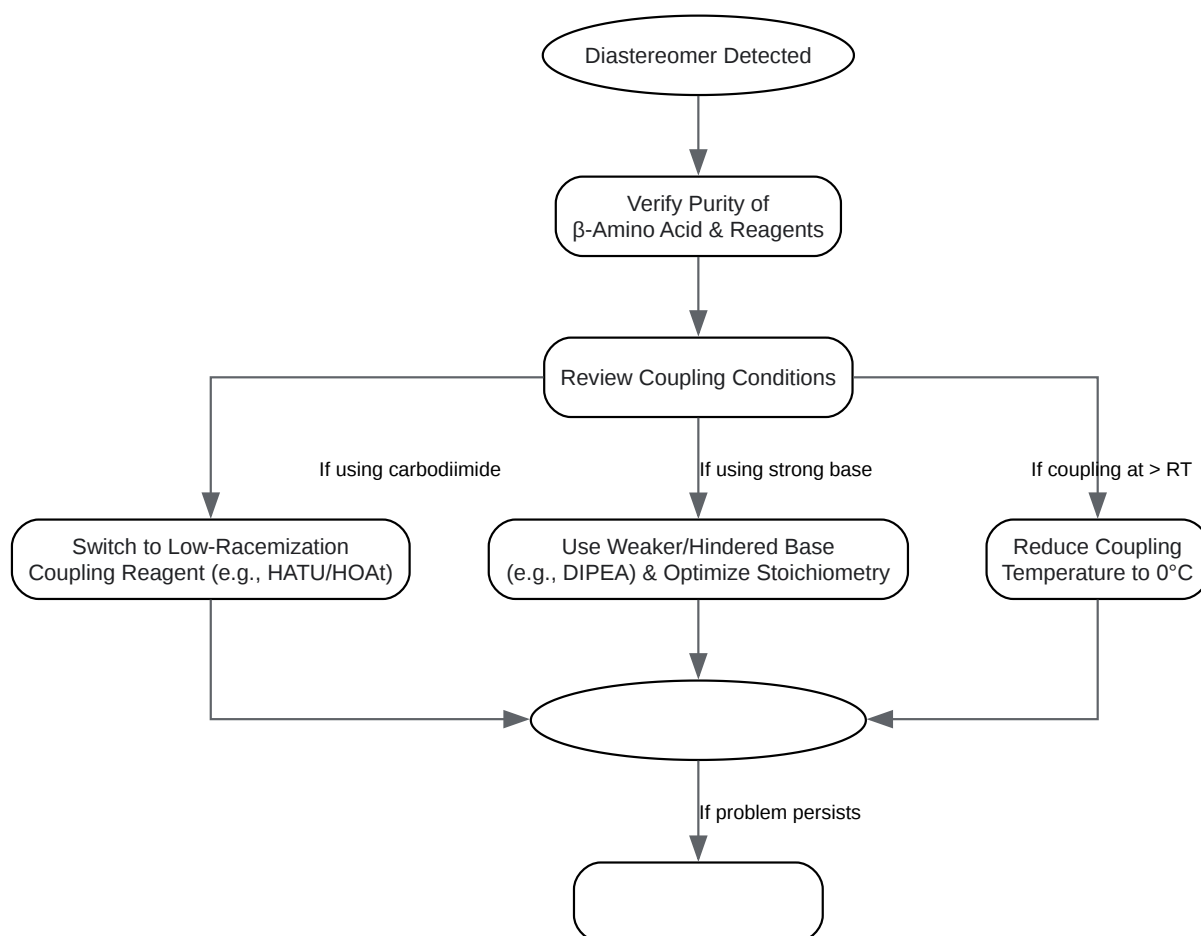 Diastereomer Detected
Verify Purity of
β-Amino Acid & Reagents
Review Coupling Conditions
If using carbodiimide
If using strong base
If coupling at > RT
Switch to Low-Racemization
Coupling Reagent (e.g., HATU/HOAt)
Use Weaker/Hindered Base
(e.g., DIPEA) & Optimize Stoichiometry
Reduce Coupling
Temperature to 0°C
If problem persists